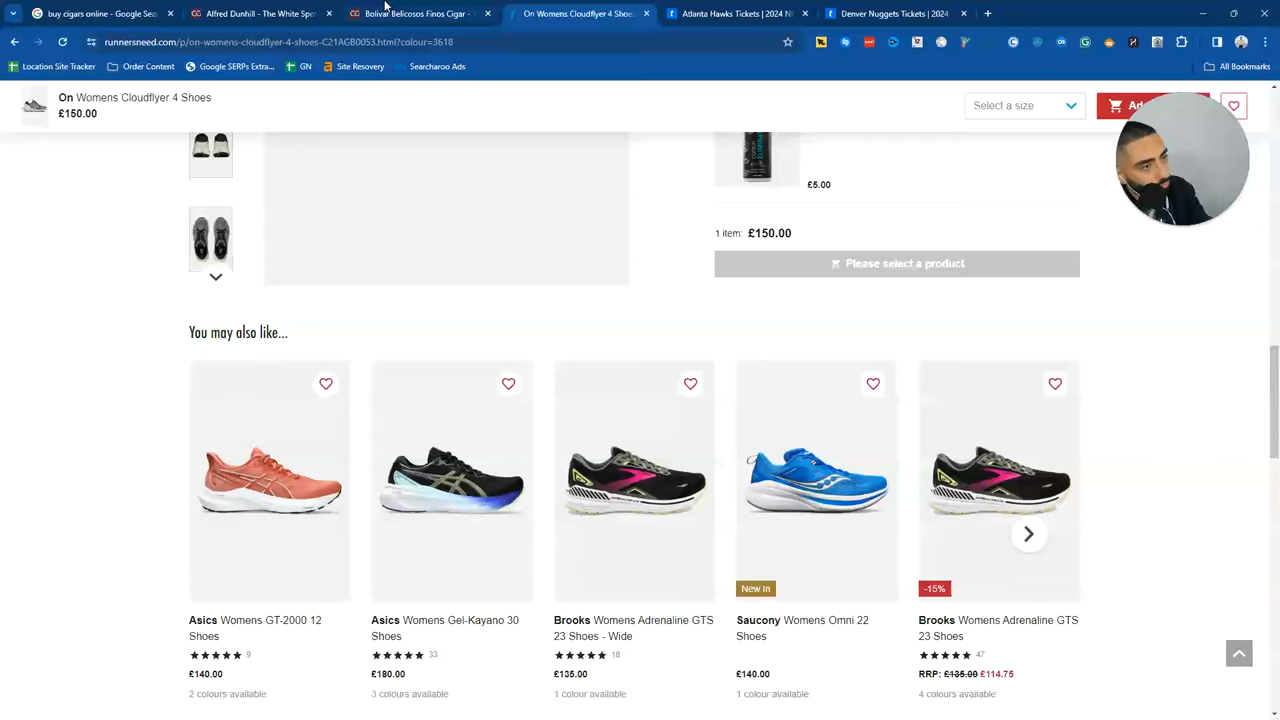 buy cigars online - Google Sea
Alfred Dunhill - The White Spo
Bolivar Belicosos Finos Cigar -
On Womens Cloudflyer 4 Shoes
Atlanta Hawks Tickets | 2024 N
Denver Nuggets Tickets | 2024
runnersneed.com/p/on-womens-cloudflyer-4-shoes-C21AGB0053.html?colour=3618
Location Site Tracker
Order Content
Google SERPs Extra...
GN
Site Recovery
Searcharoo Ads
All Bookmarks
On Womens Cloudflyer 4 Shoes
£150.00
Select a size
£5.00
1 item: £150.00
Please select a product
You may also like...
New In
-15%
Asics Womens GT-2000 12
Shoes
9
£140.00
2 colours available
Asics Womens Gel-Kayano 30
Shoes
33
£180.00
3 colours available
Brooks Womens Adrenaline GTS
23 Shoes - Wide
18
£135.00
1 colour available
Saucony Womens Omni 22
Shoes
£140.00
1 colour available
Brooks Womens Adrenaline GTS
23 Shoes
47
RRP: £135.00 £114.75
4 colours available